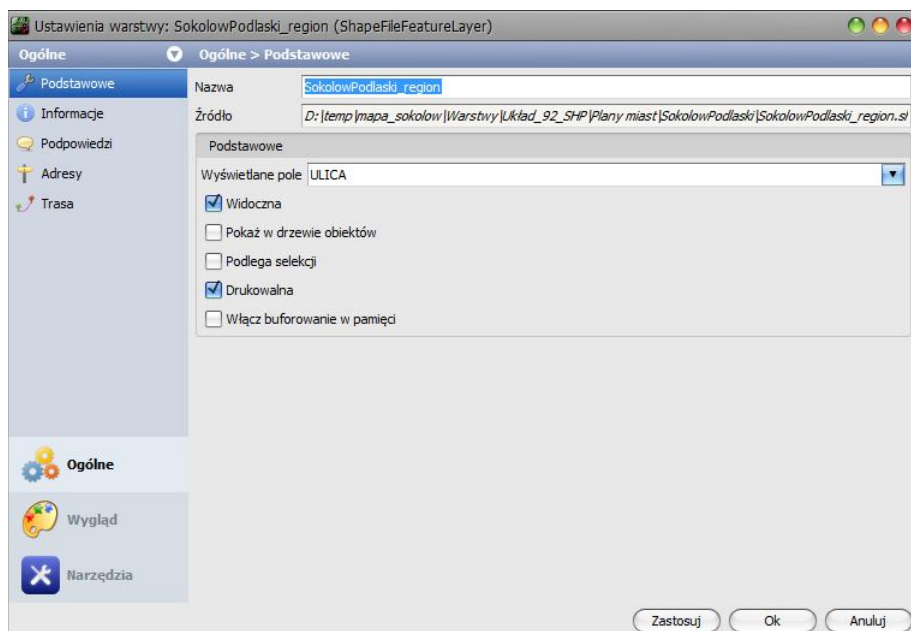 Ustawienia warstwy: SokolowPodlaski_region (ShapeFileFeatureLayer)
Ogólne
Ogólne > Podstawowe
Podstawowe
Informacje
Podpowiedzi
Adresy
Trasa
Nazwa SokolowPodlaski_region
Źródło D:\temp\mapa_sokolow\Warstwy\Układ_92_SHP\Plany miast\SokolowPodlaski\SokolowPodlaski_region.sl
Podstawowe
Wyświetlane pole ULICA
Widoczna
Pokaż w drzewie obiektów
Podlega selekcji
Drukowalna
Włącz buforowanie w pamięci
Ogólne
Wygląd
Narzędzia
Zastosuj Ok Anuluj